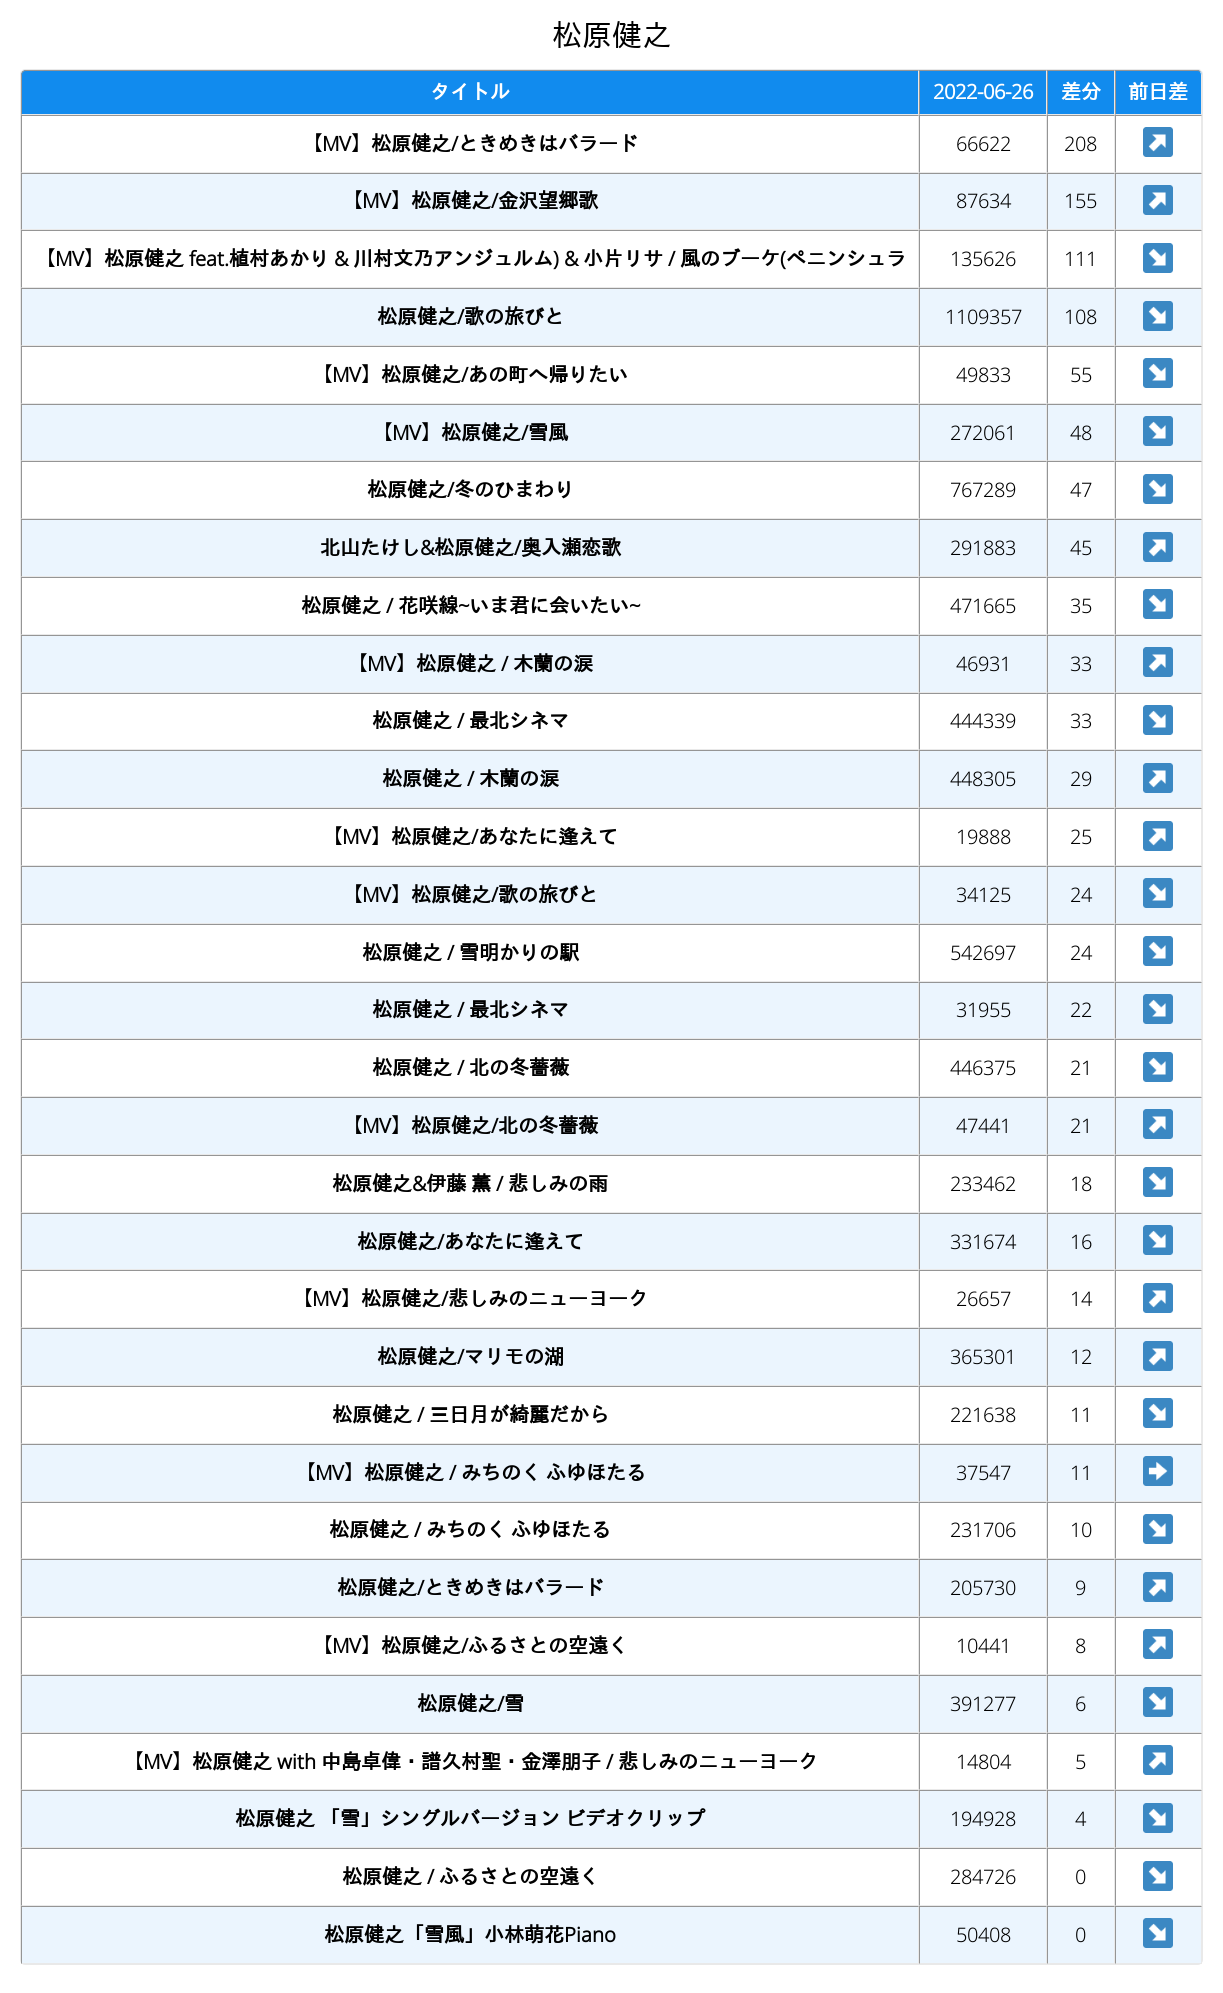 松原健之
タイトル 2022-06-26 差分 前日差
【MV】松原健之/ときめきはバラード 66622 208 ↗
【MV】松原健之/金沢望郷歌 87634 155 ↗
【MV】松原健之 feat.植村あかり & 川村文乃アンジュルム) & 小片リサ / 風のブーケ(ペニンシュラ 135626 111 ↘
松原健之/歌の旅びと 1109357 108 ↘
【MV】松原健之/あの町へ帰りたい 49833 55 ↘
【MV】松原健之/雪風 272061 48 ↘
松原健之/冬のひまわり 767289 47 ↘
北山たけし&松原健之/奥入瀬恋歌 291883 45 ↗
松原健之 / 花咲線~いま君に会いたい~ 471665 35 ↘
【MV】松原健之 / 木蘭の涙 46931 33 ↗
松原健之 / 最北シネマ 444339 33 ↘
松原健之 / 木蘭の涙 448305 29 ↗
【MV】松原健之/あなたに逢えて 19888 25 ↗
【MV】松原健之/歌の旅びと 34125 24 ↘
松原健之 / 雪明かりの駅 542697 24 ↘
松原健之 / 最北シネマ 31955 22 ↘
松原健之 / 北の冬薔薇 446375 21 ↘
【MV】松原健之/北の冬薔薇 47441 21 ↗
松原健之&伊藤 薫 / 悲しみの雨 233462 18 ↘
松原健之/あなたに逢えて 331674 16 ↘
【MV】松原健之/悲しみのニューヨーク 26657 14 ↗
松原健之/マリモの湖 365301 12 ↗
松原健之 / 三日月が綺麗だから 221638 11 ↘
【MV】松原健之 / みちのく ふゆほたる 37547 11 →
松原健之 / みちのく ふゆほたる 231706 10 ↘
松原健之/ときめきはバラード 205730 9 ↗
【MV】松原健之/ふるさとの空遠く 10441 8 ↗
松原健之/雪 391277 6 ↘
【MV】松原健之 with 中島卓偉・譜久村聖・金澤朋子 / 悲しみのニューヨーク 14804 5 ↗
松原健之 「雪」シングルバージョン ビデオクリップ 194928 4 ↘
松原健之 / ふるさとの空遠く 284726 0 ↘
松原健之「雪風」小林萌花Piano 50408 0 ↘